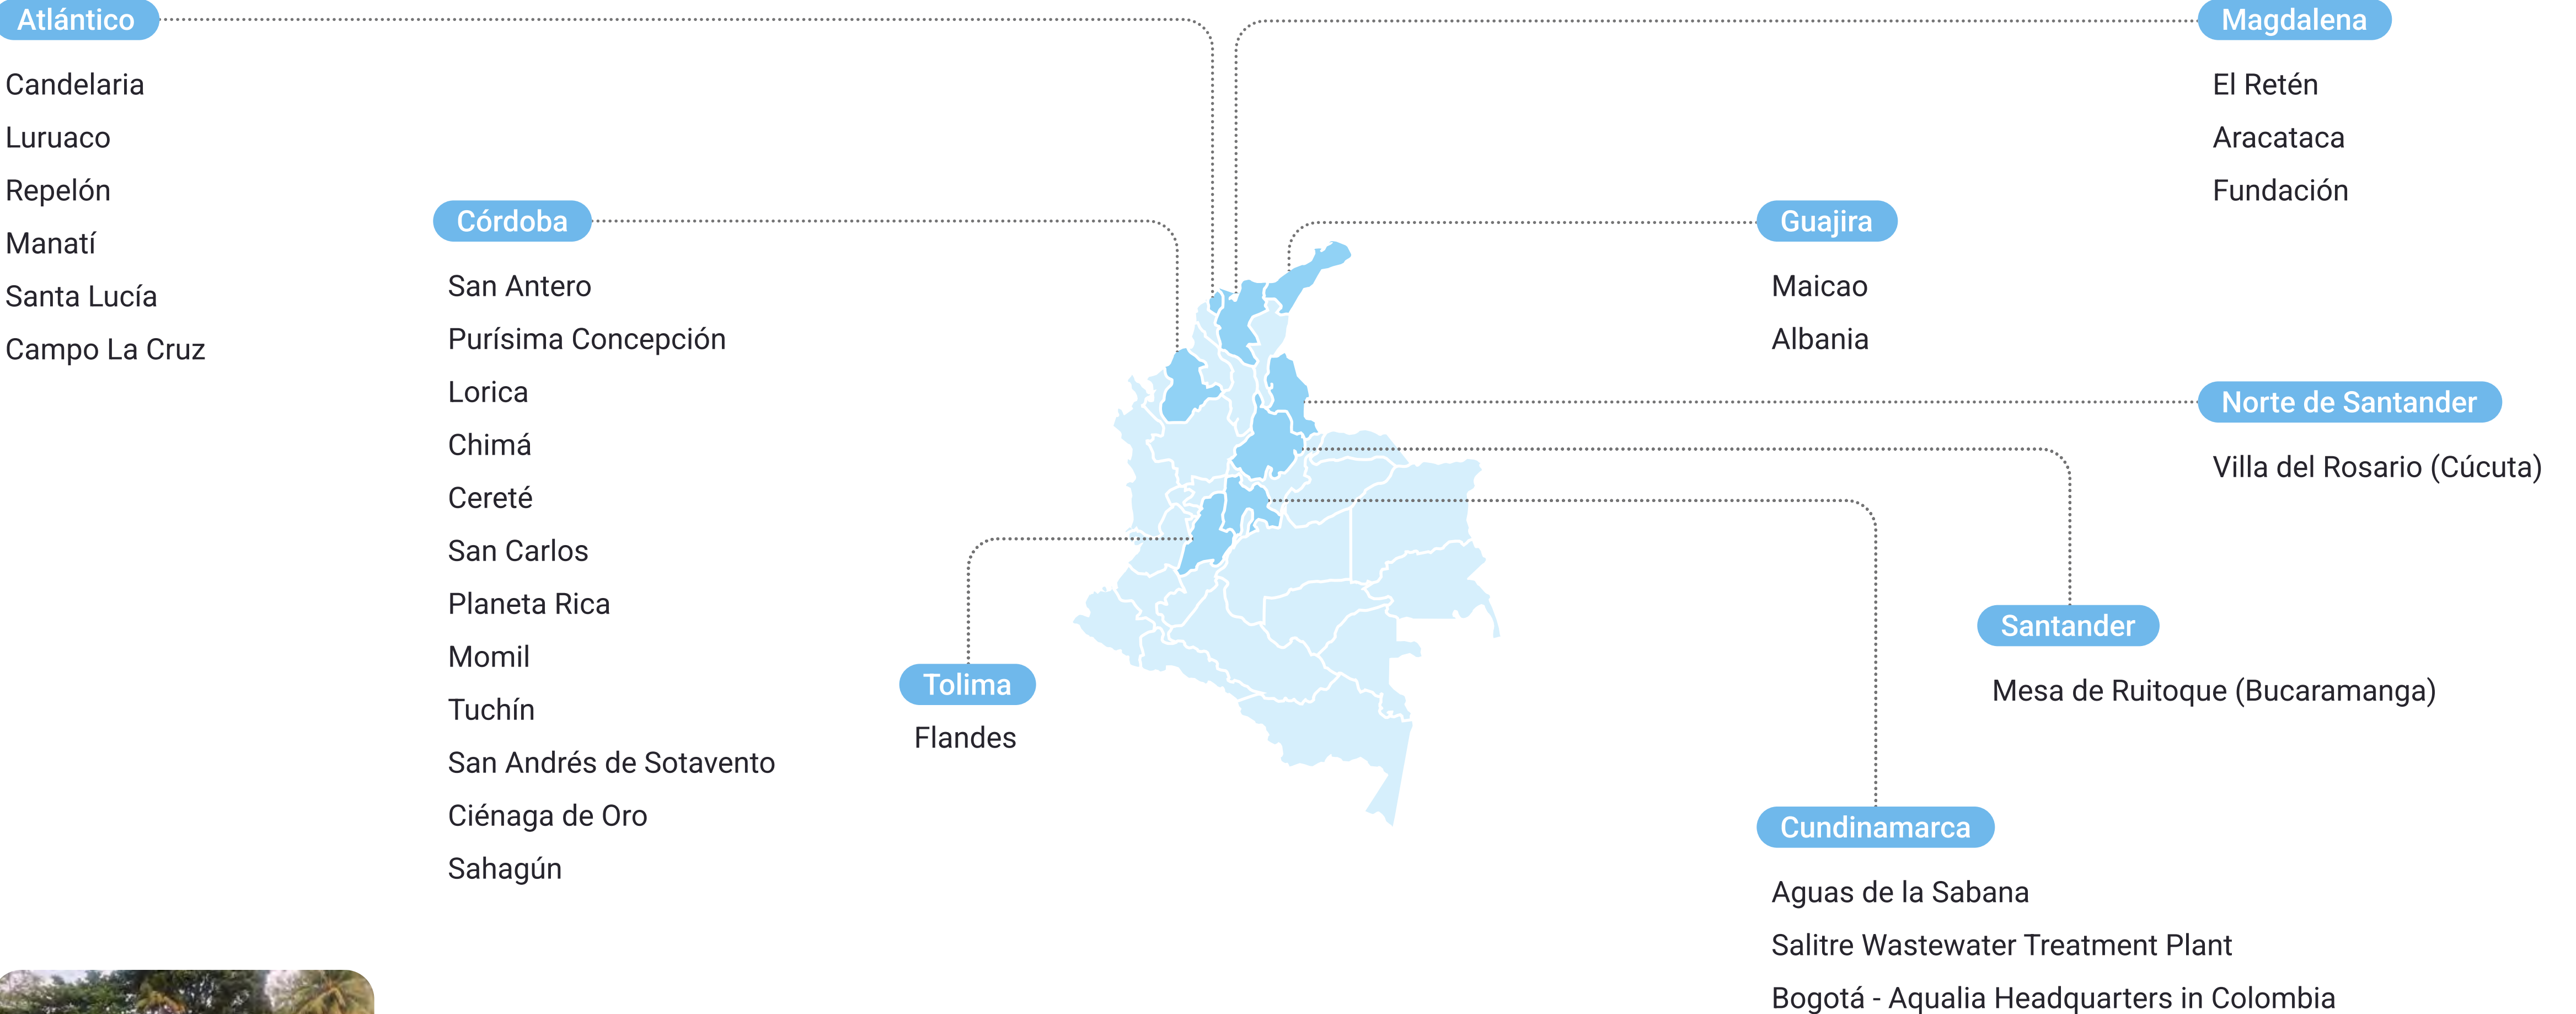 Atlántico
Candelaria
Luruaco
Repelón
Manatí
Santa Lucía
Campo La Cruz
Córdoba
San Antero
Purísima Concepción
Lorica
Chimá
Cereté
San Carlos
Planeta Rica
Momil
Tuchín
San Andrés de Sotavento
Ciénaga de Oro
Sahagún
Tolima
Flandes
Magdalena
El Retén
Aracataca
Fundación
Guajira
Maicao
Albania
Norte de Santander
Villa del Rosario (Cúcuta)
Santander
Mesa de Ruitoque (Bucaramanga)
Cundinamarca
Aguas de la Sabana
Salitre Wastewater Treatment Plant
Bogotá - Aqualia Headquarters in Colombia